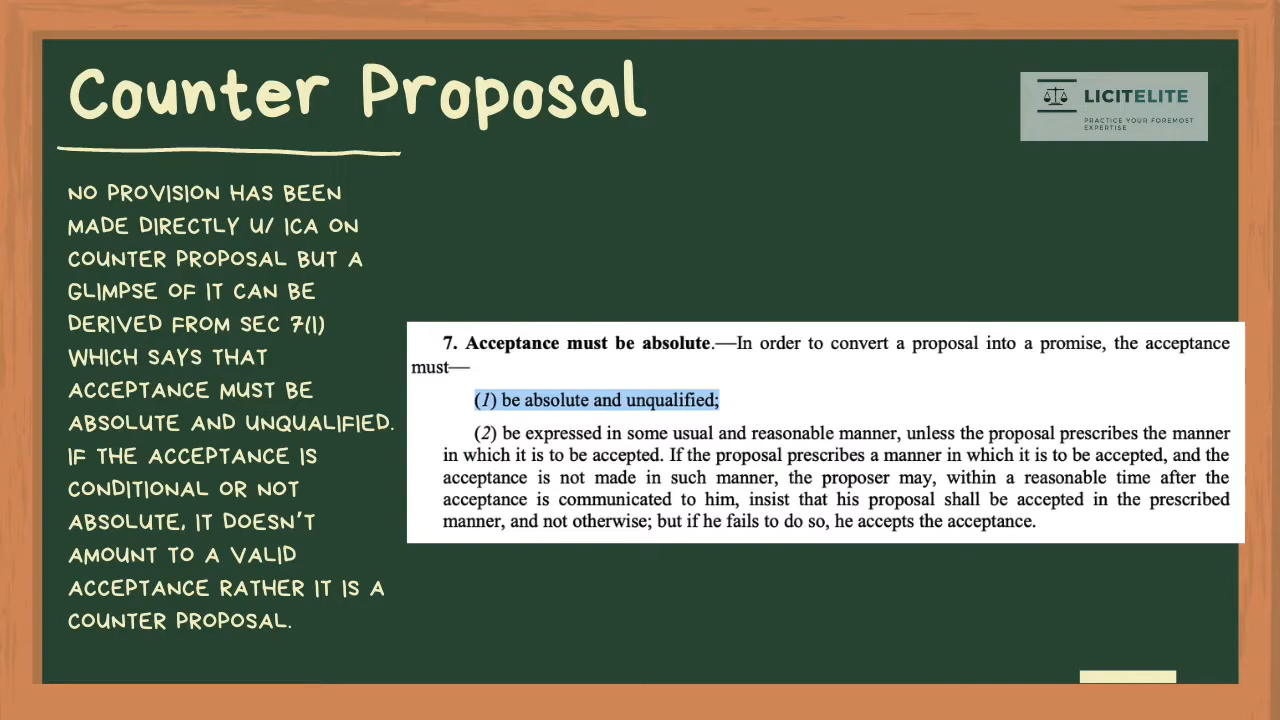 Counter Proposal
LICITELITE
PRACTICE YOUR FOREMOST
EXPERTISE
NO PROVISION HAS BEEN
MADE DIRECTLY U/ ICA ON
COUNTER PROPOSAL BUT A
GLIMPSE OF IT CAN BE
DERIVED FROM SEC 7(1)
WHICH SAYS THAT
ACCEPTANCE MUST BE
ABSOLUTE AND UNQUALIFIED.
IF THE ACCEPTANCE IS
CONDITIONAL OR NOT
ABSOLUTE, IT DOESN'T
AMOUNT TO A VALID
ACCEPTANCE RATHER IT IS A
COUNTER PROPOSAL.
7. Acceptance must be absolute.—In order to convert a proposal into a promise, the acceptance
must—
(1) be absolute and unqualified;
(2) be expressed in some usual and reasonable manner, unless the proposal prescribes the manner
in which it is to be accepted. If the proposal prescribes a manner in which it is to be accepted, and the
acceptance is not made in such manner, the proposer may, within a reasonable time after the
acceptance is communicated to him, insist that his proposal shall be accepted in the prescribed
manner, and not otherwise; but if he fails to do so, he accepts the acceptance.